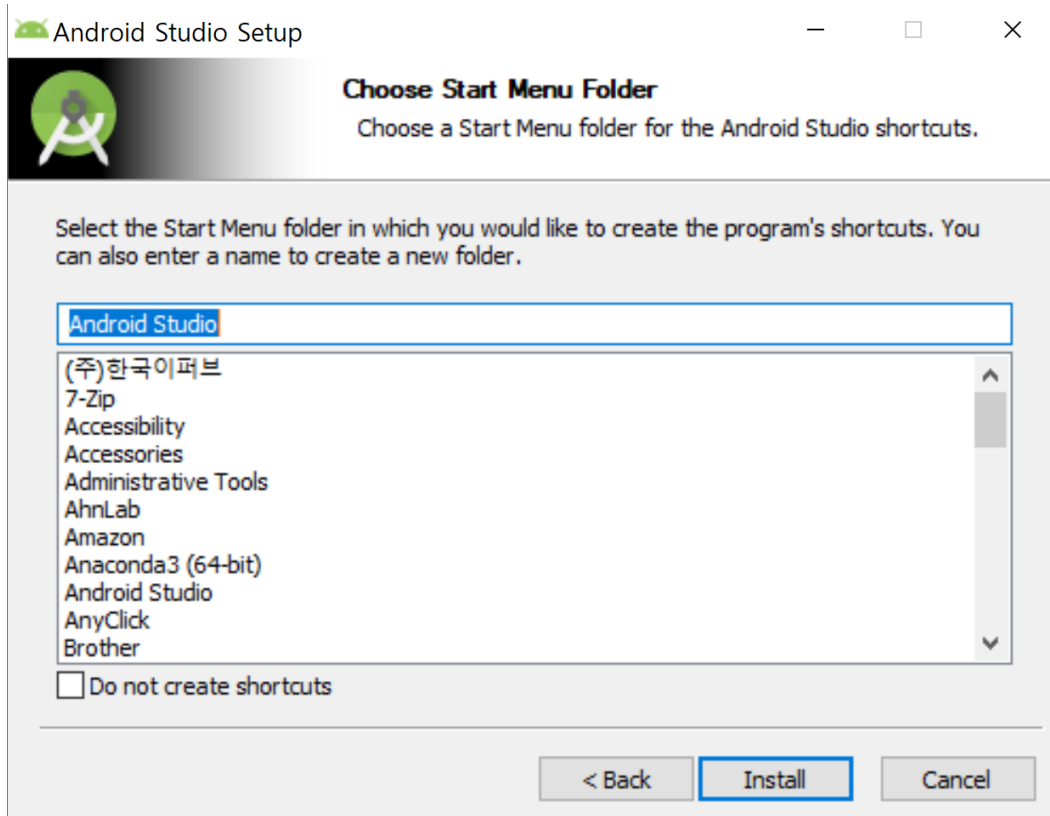 Android Studio Setup
Choose Start Menu Folder
Choose a Start Menu folder for the Android Studio shortcuts.
Select the Start Menu folder in which you would like to create the program's shortcuts. You
can also enter a name to create a new folder.
Android Studio
(주)한국이퍼브
7-Zip
Accessibility
Accessories
Administrative Tools
AhnLab
Amazon
Anaconda3 (64-bit)
Android Studio
AnyClick
Brother
Do not create shortcuts
< Back
Install
Cancel